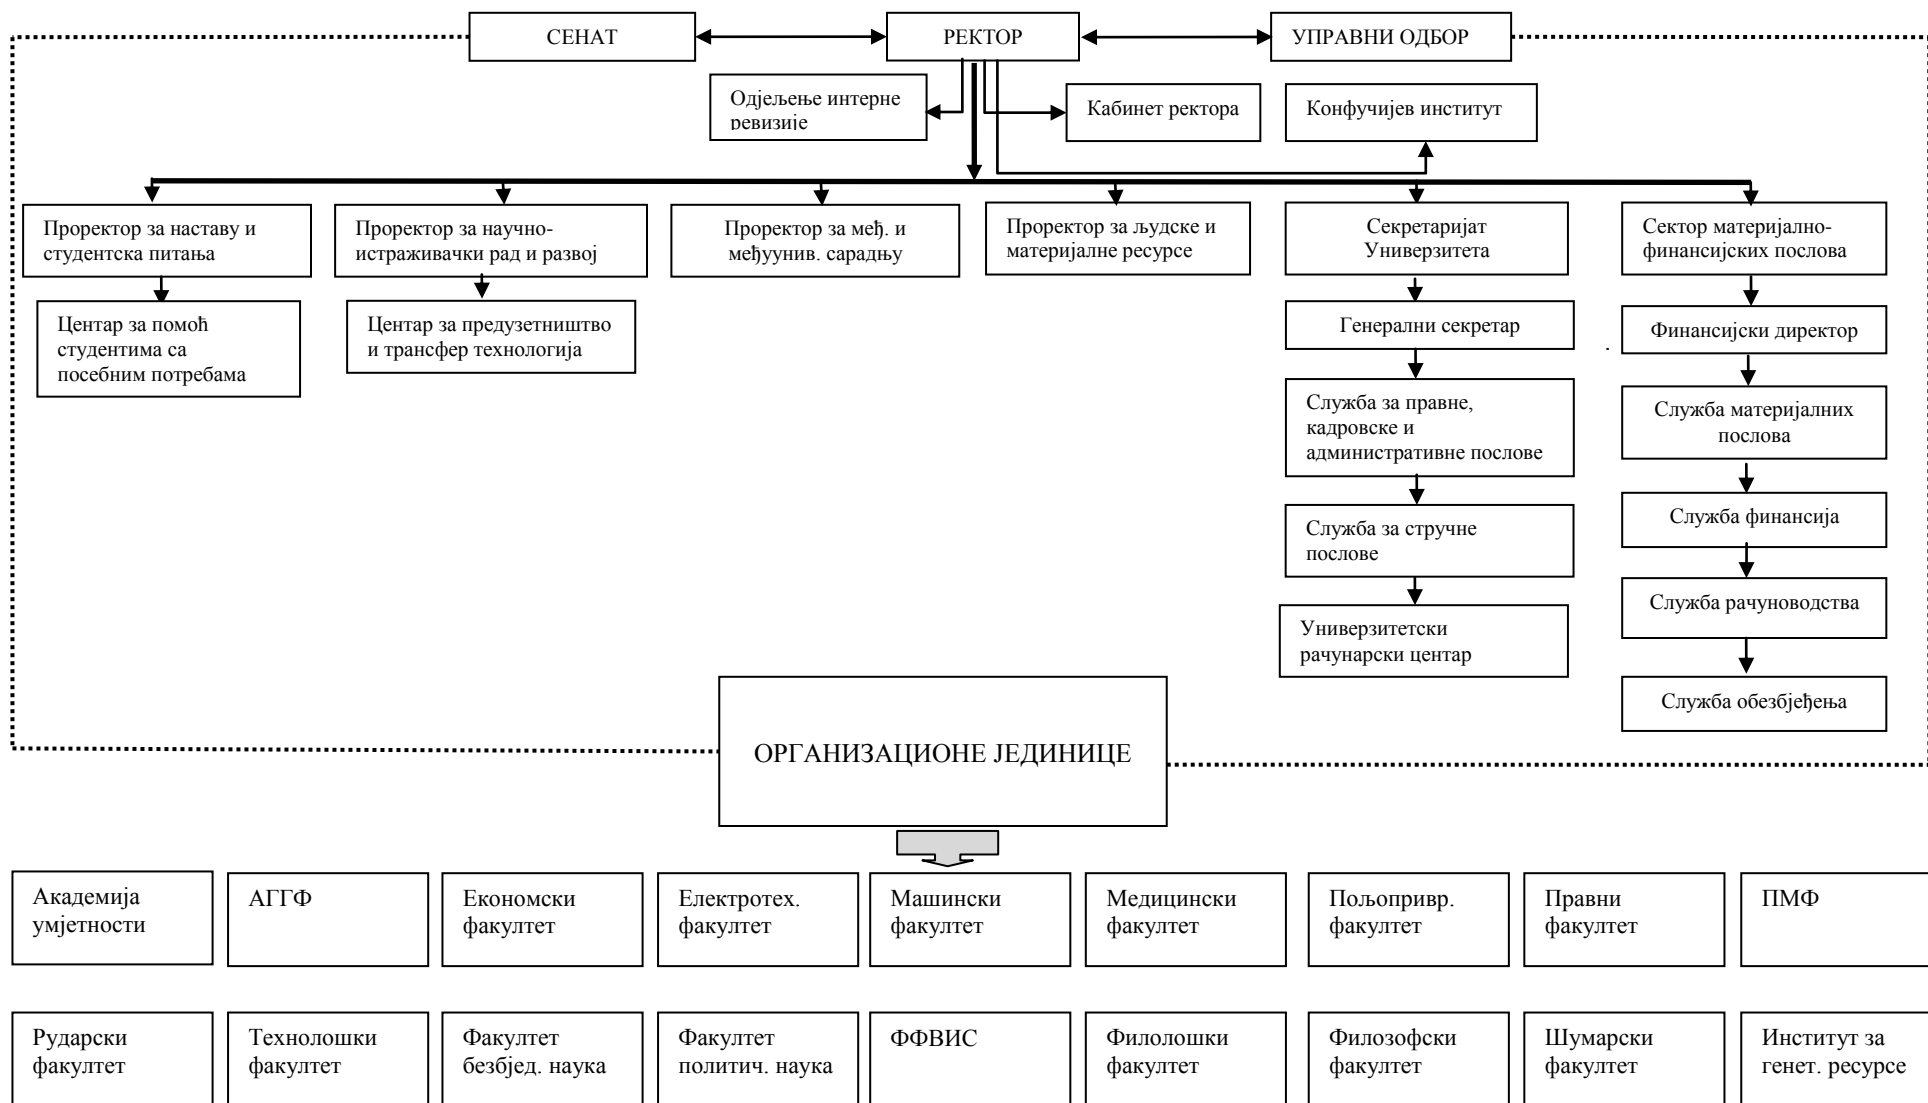 СЕНАТ
РЕКТОР
УПРАВНИ ОДБОР
Одјељење интерне
ревизије
Кабинет ректора
Конфучијев институт
Проректор за наставу и
студентска питања
Проректор за научно-
истраживачки рад и развој
Проректор за међ. и
међуунив. сарадњу
Проректор за људске и
материјалне ресурсе
Секретаријат
Универзитета
Сектор материјално-
финансијских послова
Центар за помоћ
студентима са
посебним потребама
Центар за предузетништво
и трансфер технологија
Генерални секретар
Финансијски директор
Служба за правне,
кадровске и
административне послове
Служба материјалних
послова
Служба за стручне
послове
Служба финансија
Универзитетски
рачунарски центар
Служба рачуноводства
Служба обезбјеђења
ОРГАНИЗАЦИОНЕ ЈЕДИНИЦЕ
Академија
умјетности
АГГФ
Економски
факултет
Електротех.
факултет
Машински
факултет
Медицински
факултет
Пољопривр.
факултет
Правни
факултет
ПМФ
Рударски
факултет
Технолошки
факултет
Факултет
безбјед. наука
Факултет
политич. наука
ФФВИС
Филолошки
факултет
Филозофски
факултет
Шумарски
факултет
Институт за
генет. ресурсе